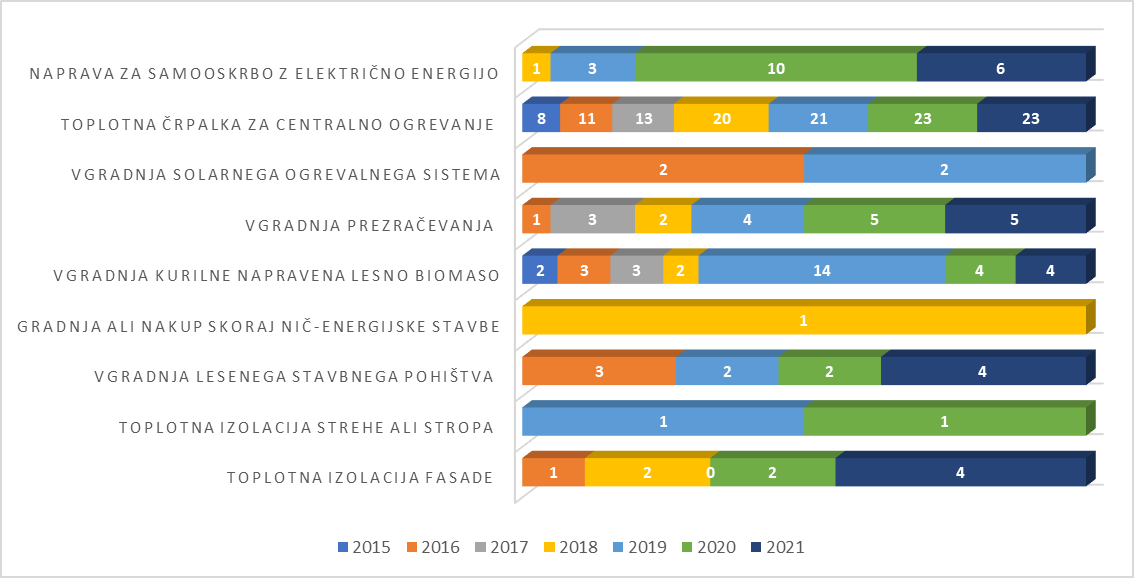 NAPRAVA ZA SAMOOSKRBO Z ELEKTRIČNO ENERGIJO 1 3 10 6
TOPLOTNA ČRPALKA ZA CENTRALNO OGREVANJE 8 11 13 20 21 23 23
VGRADNJA SOLARNEGA OGREVALNEGA SISTEMA 2 2
VGRADNJA PREZRAČEVANJA 1 3 2 4 5 5
VGRADNJA KURILNE NAPRAVENA LESNO BIOMASO 2 3 3 2 14 4 4
GRADNJA ALI NAKUP SKORAJ NIČ-ENERGIJSKE STAVBE 1
VGRADNJA LESENEGA STAVBNEGA POHIŠTVA 3 2 2 4
TOPLOTNA IZOLACIJA STREHE ALI STROPA 1 1
TOPLOTNA IZOLACIJA FASADE 1 2 0 2 4
2015 2016 2017 2018 2019 2020 2021